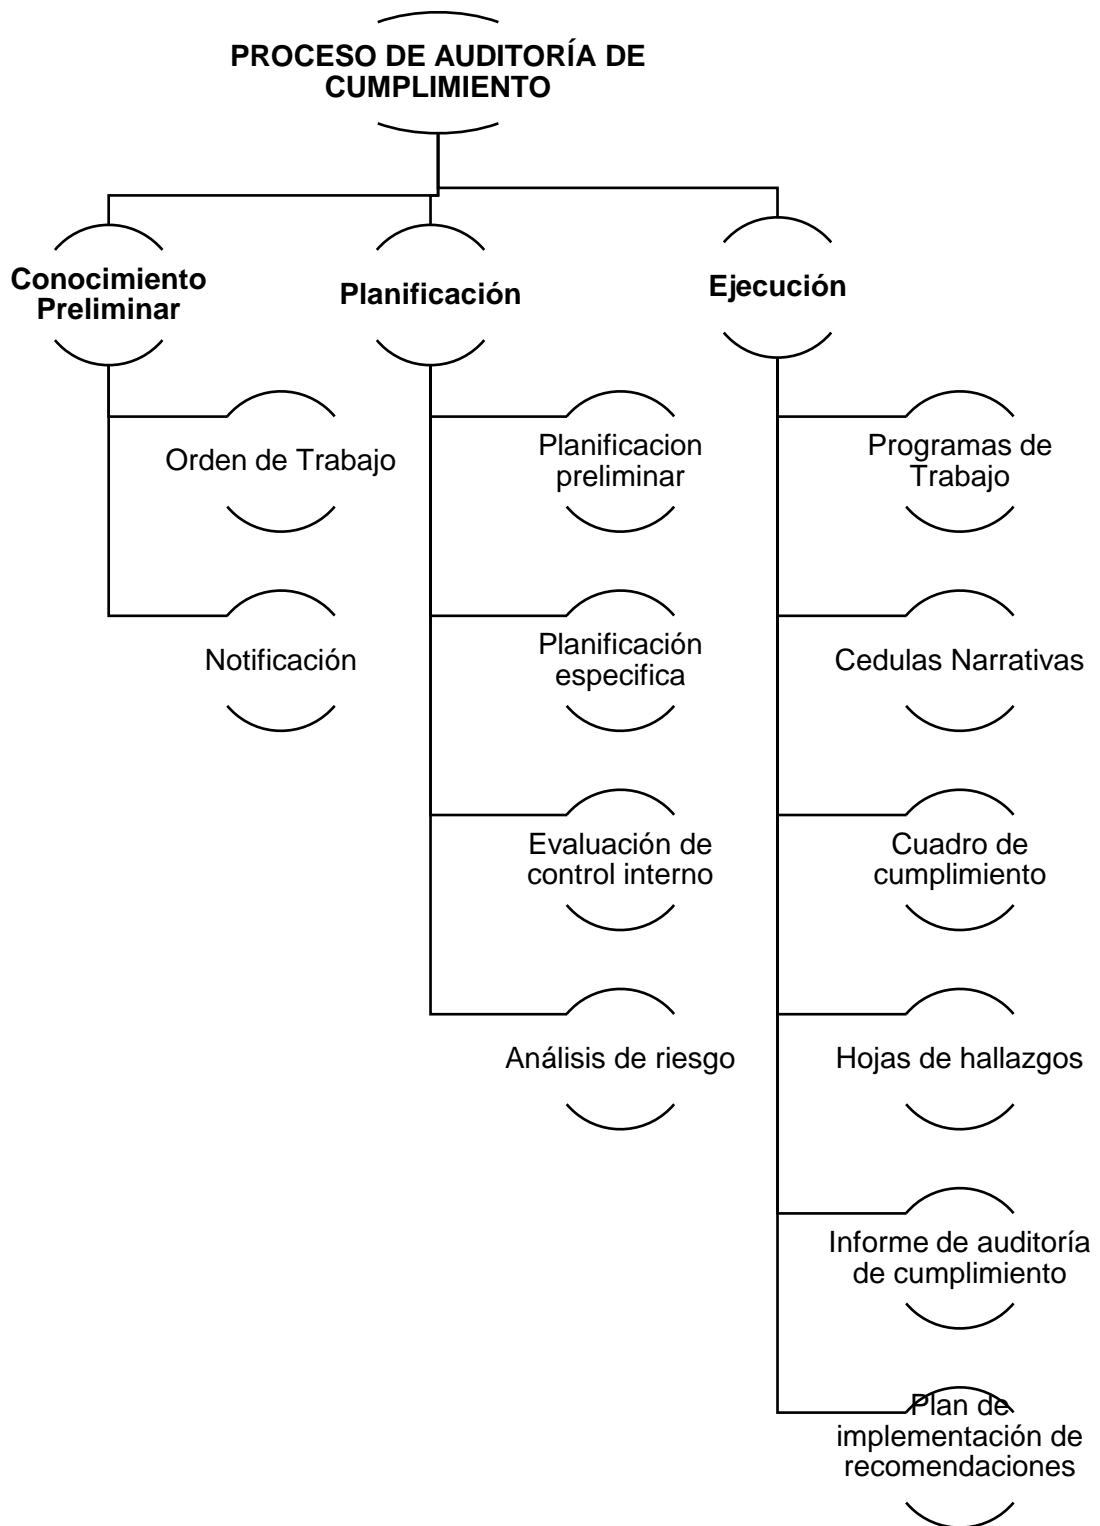 PROCESO DE AUDITORÍA DE
CUMPLIMIENTO
Conocimiento
Preliminar
Orden de Trabajo
Notificación
Planificación
Planificacion
preliminar
Planificación
especifica
Evaluación de
control interno
Análisis de riesgo
Ejecución
Programas de
Trabajo
Cedulas Narrativas
Cuadro de
cumplimiento
Hojas de hallazgos
Informe de auditoría
de cumplimiento
Plan de
implementación de
recomendaciones